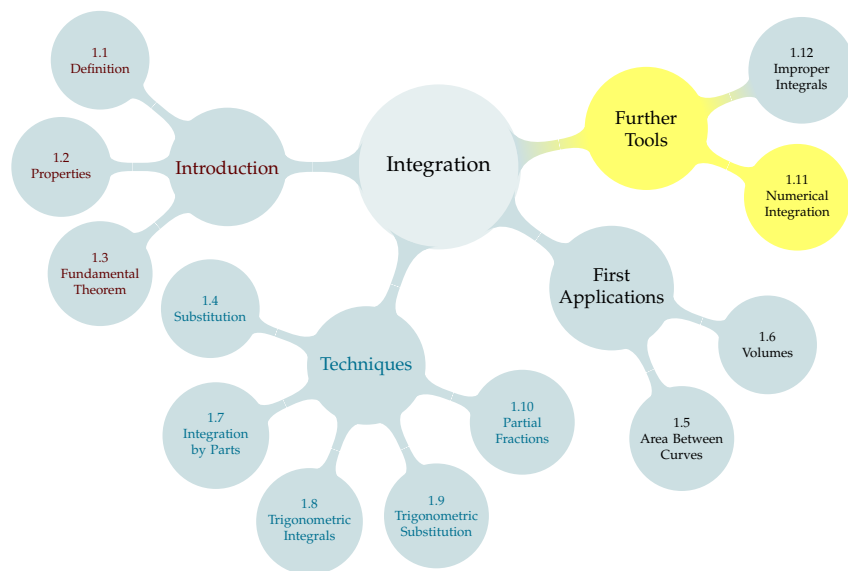 Integration
Introduction
1.1
Definition
1.2
Properties
1.3
Fundamental
Theorem
Techniques
1.4
Substitution
1.7
Integration
by Parts
1.8
Trigonometric
Integrals
1.9
Trigonometric
Substitution
1.10
Partial
Fractions
First
Applications
1.5
Area Between
Curves
1.6
Volumes
Further
Tools
1.11
Numerical
Integration
1.12
Improper
Integrals